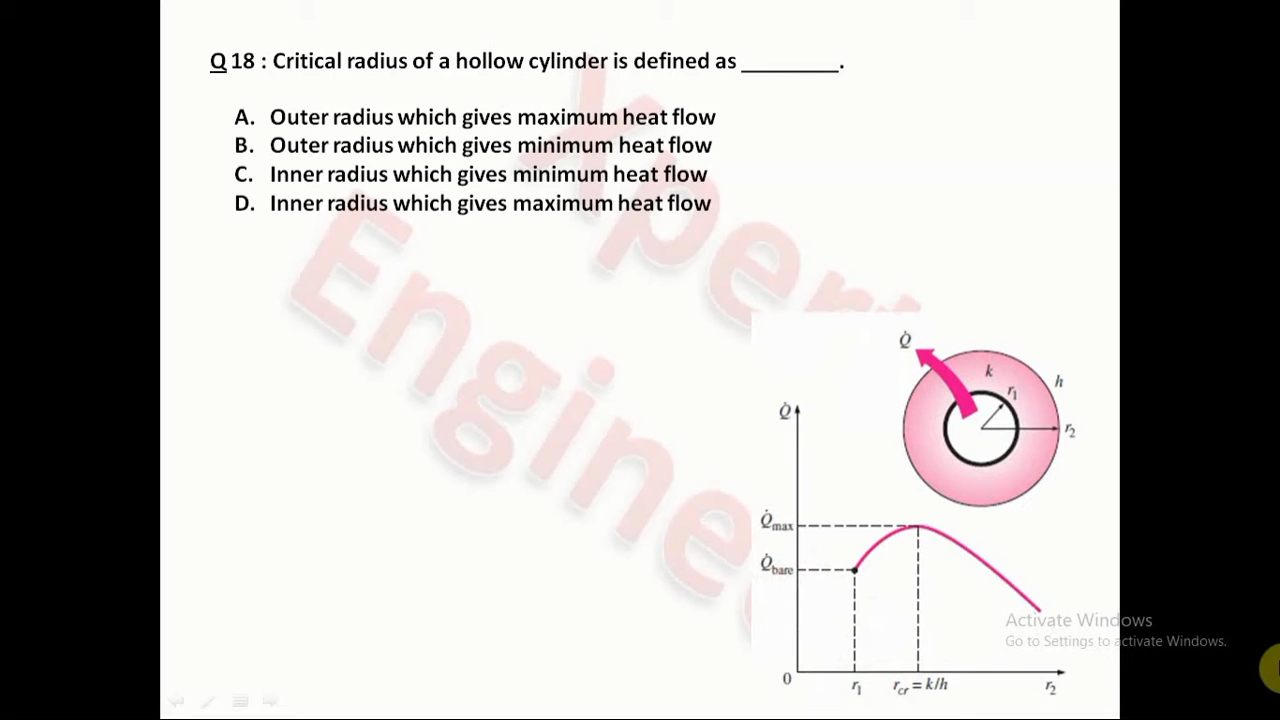 Q 18 : Critical radius of a hollow cylinder is defined as ________.
A. Outer radius which gives maximum heat flow
B. Outer radius which gives minimum heat flow
C. Inner radius which gives minimum heat flow
D. Inner radius which gives maximum heat flow
Xpert
Enginee
Q̇
k
h
r₁
r₂
Q̇
Q̇max
Q̇bare
0
r₁
rcr = k/h
r₂
Activate Windows
Go to Settings to activate Windows.